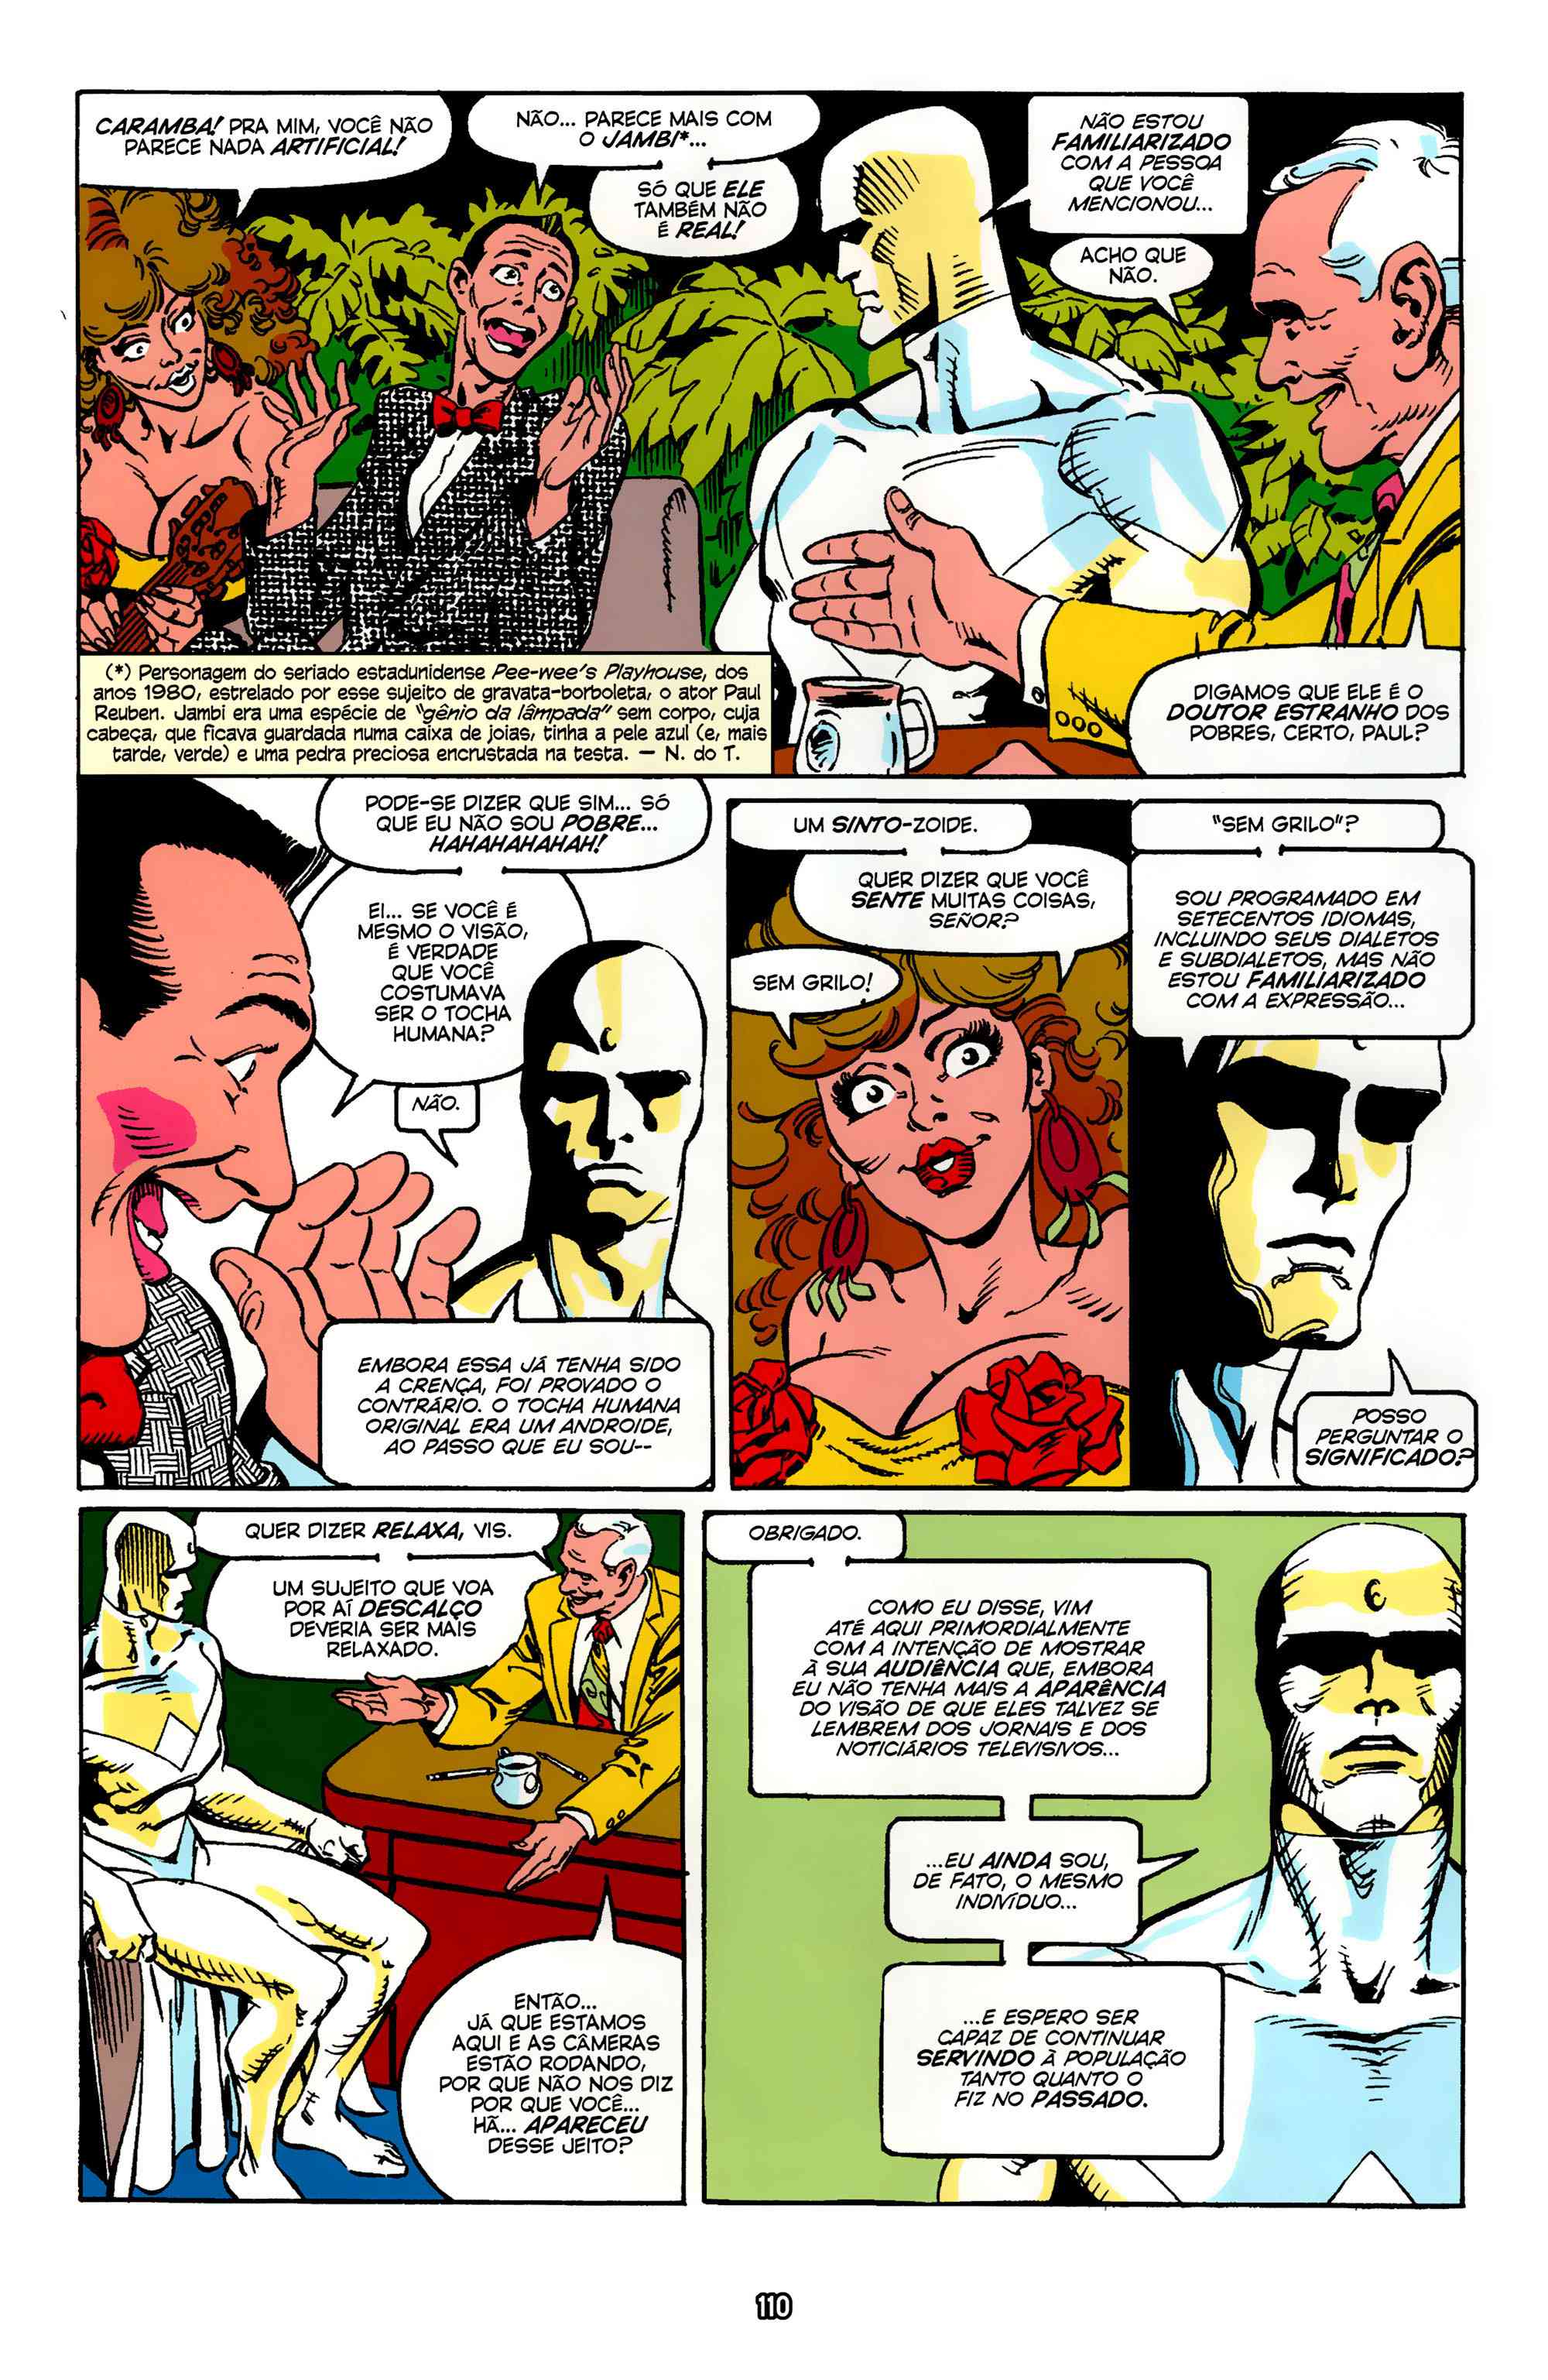 CARAMBA! PRA MIM, VOCÊ NÃO
PARECE NADA ARTIFICIAL!
NÃO... PARECE MAIS COM
O JAMBI*...
SÓ QUE ELE
TAMBÉM NÃO
É REAL!
NÃO ESTOU
FAMILIARIZADO
COM A PESSOA
QUE VOCÊ
MENCIONOU...
ACHO QUE
NÃO.
DIGAMOS QUE ELE É O
DOUTOR ESTRANHO DOS
POBRES, CERTO, PAUL?
(*) Personagem do seriado estadunidense Pee-wee's Playhouse, dos
anos 1980, estrelado por esse sujeito de gravata-borboleta, o ator Paul
Reuben. Jambi era uma espécie de "gênio da lâmpada" sem corpo, cuja
cabeça, que ficava guardada numa caixa de joias, tinha a pele azul (e, mais
tarde, verde) e uma pedra preciosa encrustada na testa. — N. do T.
PODE-SE DIZER QUE SIM... SÓ
QUE EU NÃO SOU POBRE...
HAHAHAHAHAH!
EI... SE VOCÊ É
MESMO O VISÃO,
É VERDADE
QUE VOCÊ
COSTUMAVA
SER O TOCHA
HUMANA?
NÃO.
EMBORA ESSA JÁ TENHA SIDO
A CRENÇA, FOI PROVADO O
CONTRÁRIO. O TOCHA HUMANA
ORIGINAL ERA UM ANDROIDE,
AO PASSO QUE EU SOU--
UM SINTO-ZOIDE.
QUER DIZER QUE VOCÊ
SENTE MUITAS COISAS,
SEÑOR?
SEM GRILO!
"SEM GRILO"?
SOU PROGRAMADO EM
SETECENTOS IDIOMAS,
INCLUINDO SEUS DIALETOS
E SUBDIALETOS, MAS NÃO
ESTOU FAMILIARIZADO
COM A EXPRESSÃO...
POSSO
PERGUNTAR O
SIGNIFICADO?
QUER DIZER RELAXA, VIS.
UM SUJEITO QUE VOA
POR AÍ DESCALÇO
DEVERIA SER MAIS
RELAXADO.
ENTÃO...
JÁ QUE ESTAMOS
AQUI E AS CÂMERAS
ESTÃO RODANDO,
POR QUE NÃO NOS DIZ
POR QUE VOCÊ...
HÃ... APARECEU
DESSE JEITO?
OBRIGADO.
COMO EU DISSE, VIM
ATÉ AQUI PRIMORDIALMENTE
COM A INTENÇÃO DE MOSTRAR
À SUA AUDIÊNCIA QUE, EMBORA
EU NÃO TENHA MAIS A APARÊNCIA
DO VISÃO DE QUE ELES TALVEZ SE
LEMBREM DOS JORNAIS E DOS
NOTICIÁRIOS TELEVISIVOS...
...EU AINDA SOU,
DE FATO, O MESMO
INDIVÍDUO...
...E ESPERO SER
CAPAZ DE CONTINUAR
SERVINDO À POPULAÇÃO
TANTO QUANTO O
FIZ NO PASSADO.
110